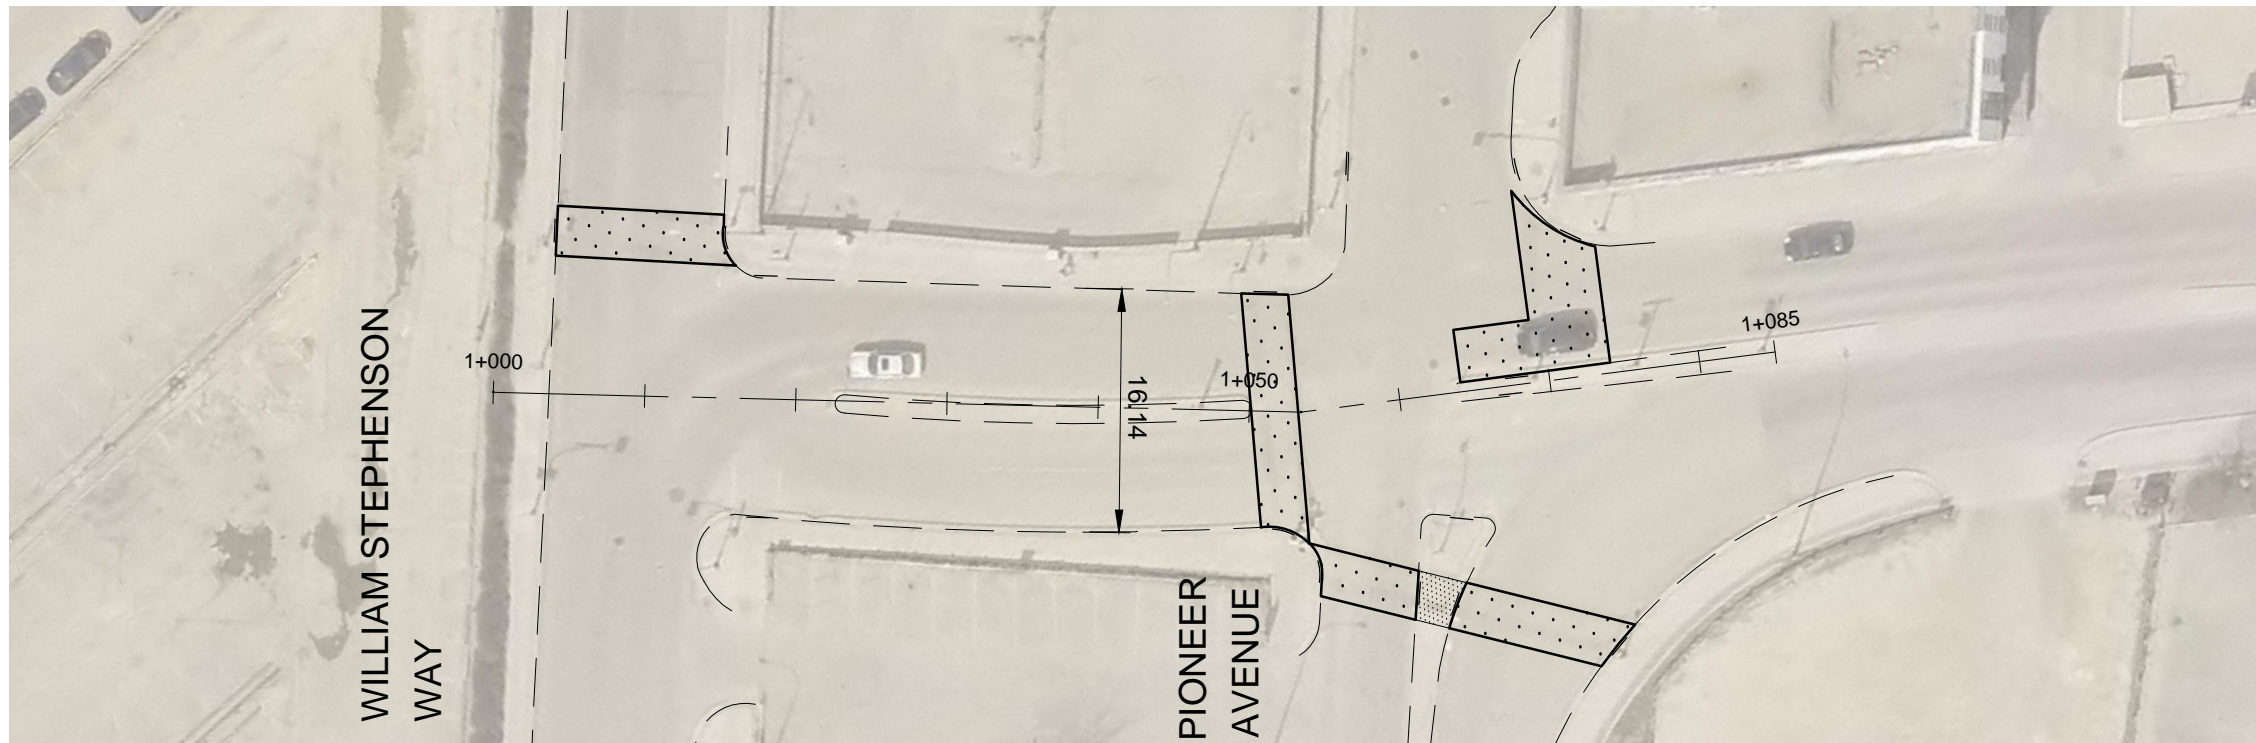 WILLIAM STEPHENSON
WAY
1+000
16.14
1+050
PIONEER
AVENUE
1+085